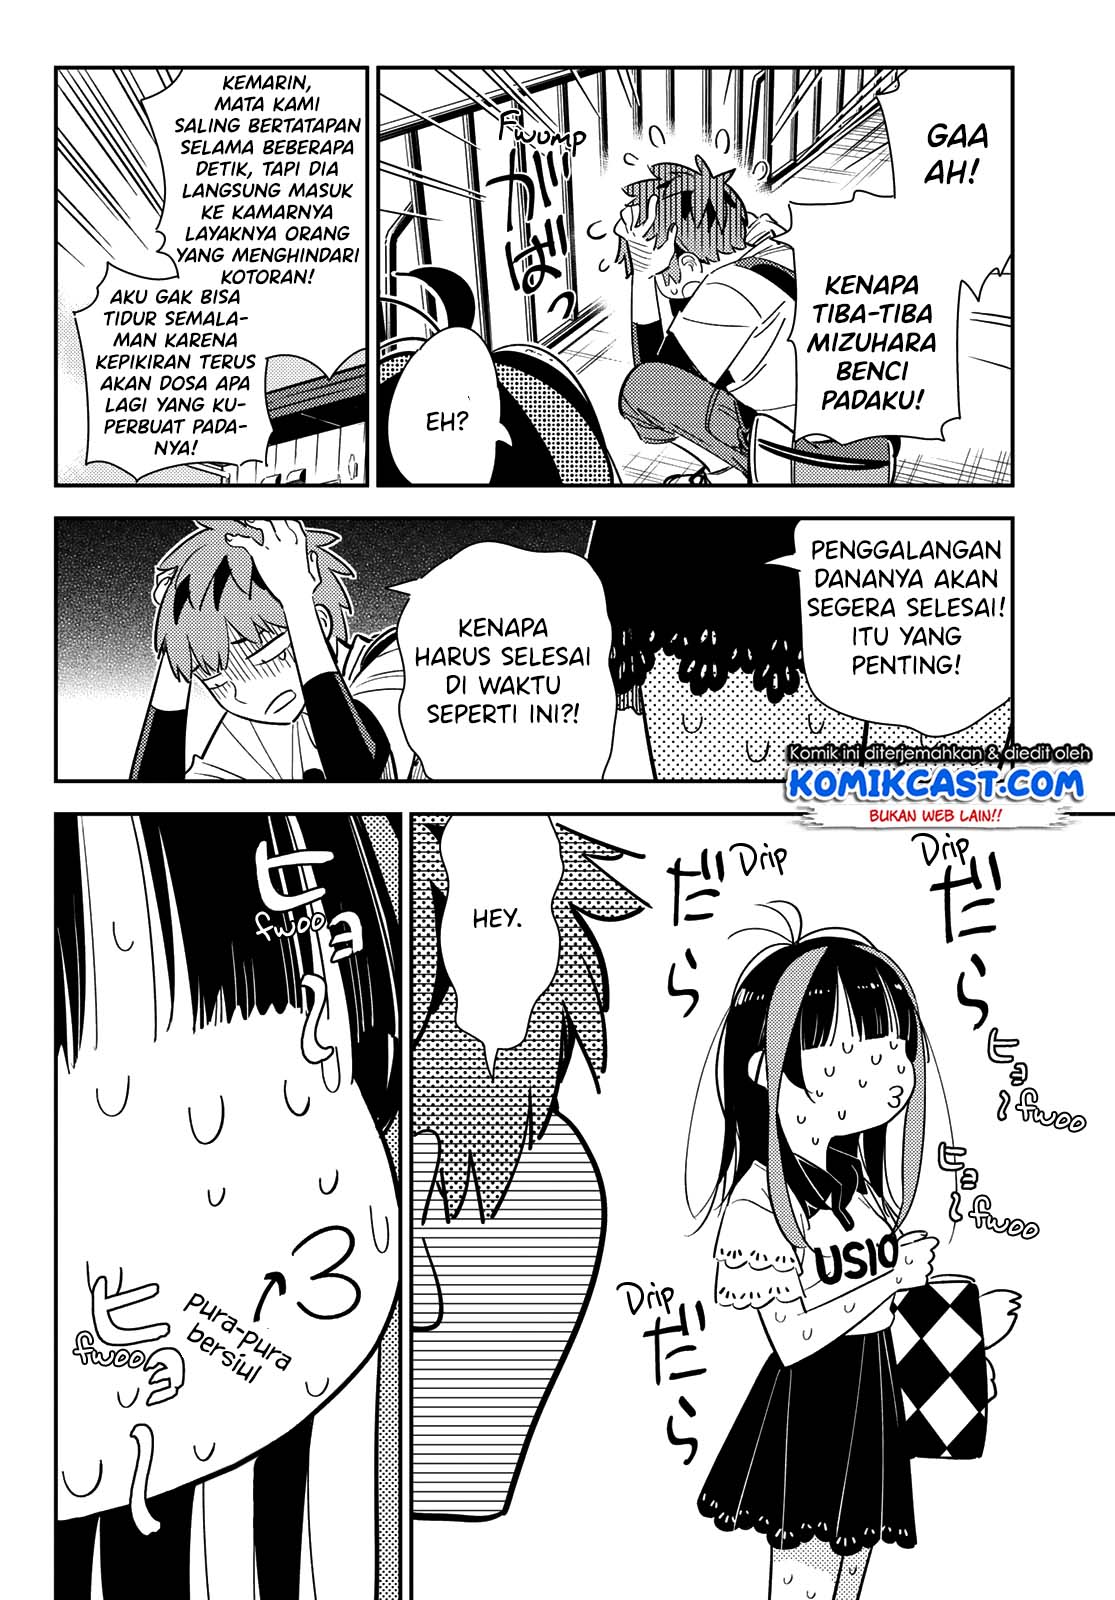 GAA
AH!
KENAPA
TIBA-TIBA
MIZUHARA
BENCI
PADAKU!
Fwump
ガばっ
EH?
KEMARIN,
MATA KAMI
SALING BERTATAPAN
SELAMA BEBERAPA
DETIK, TAPI DIA
LANGSUNG MASUK
KE KAMARNYA
LAYAKNYA ORANG
YANG MENGHINDARI
KOTORAN!
AKU GAK BISA
TIDUR SEMALA-
MAN KARENA
KEPIKIRAN TERUS
AKAN DOSA APA
LAGI YANG KU-
PERBUAT PADA-
NYA!
PENGGALANGAN
DANANYA AKAN
SEGERA SELESAI!
ITU YANG
PENTING!
KENAPA
HARUS SELESAI
DI WAKTU
SEPERTI INI?!
Komik ini diterjemahkan & diedit oleh
KOMIKCAST.COM
BUKAN WEB LAIN!!
Drip
だら
Drip
だら
HEY.
ヒョ~
fwoo
ヒョ~
fwoo
USIO
Drip
だら
ヒョ~
fwoo
pura-pura
bersiul
ヒョ~
fwoo